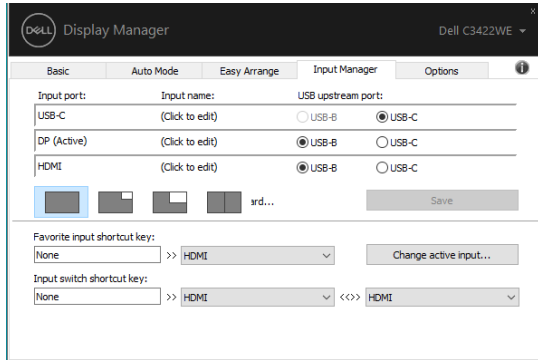 DELL Display Manager Dell C3422WE
Basic Auto Mode Easy Arrange Input Manager Options
Input port: Input name: USB upstream port:
USB-C (Click to edit) USB-B USB-C
DP (Active) (Click to edit) USB-B USB-C
HDMI (Click to edit) USB-B USB-C
ard... Save
Favorite input shortcut key:
None >> HDMI Change active input...
Input switch shortcut key:
None >> HDMI <<>> HDMI